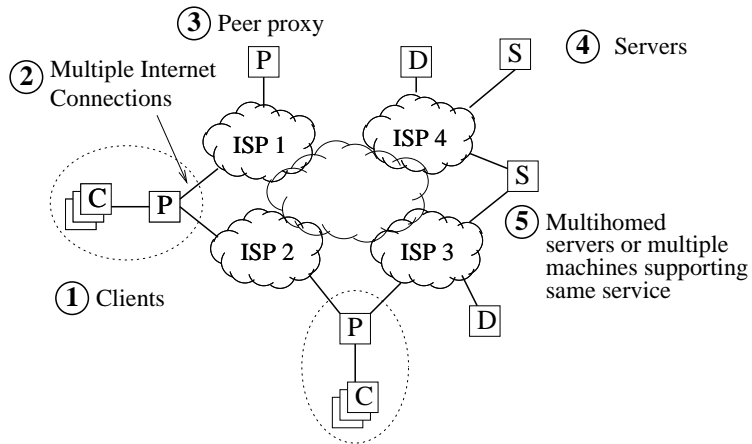 3 Peer proxy
P
D
S
4 Servers
2 Multiple Internet
Connections
ISP 1
ISP 4
C
P
S
ISP 2
ISP 3
5 Multihomed
servers or multiple
machines supporting
same service
1 Clients
P
D
C